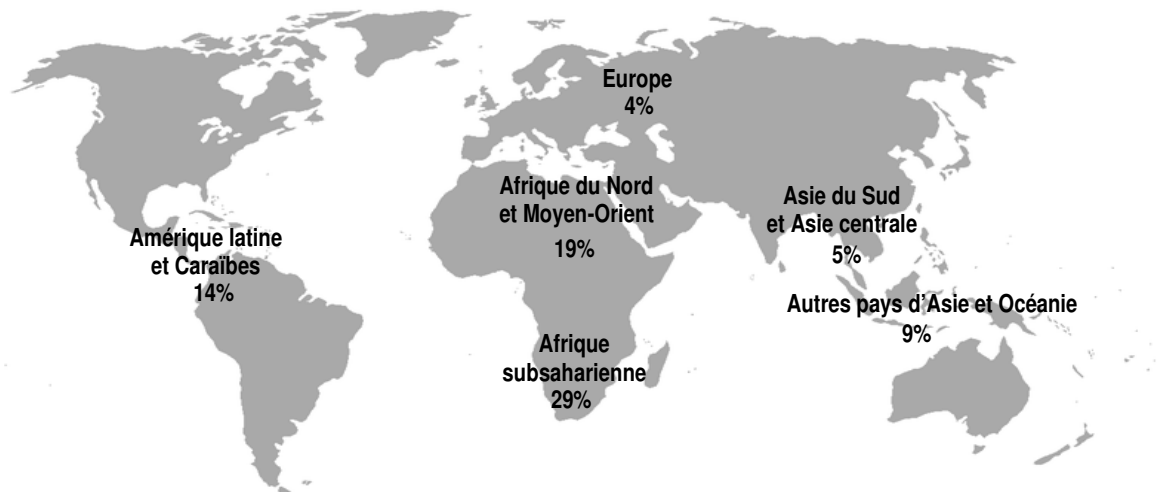 Europe
4%
Afrique du Nord
et Moyen-Orient
19%
Asie du Sud
et Asie centrale
5%
Amérique latine
et Caraïbes
14%
Autres pays d'Asie et Océanie
9%
Afrique
subsaharienne
29%